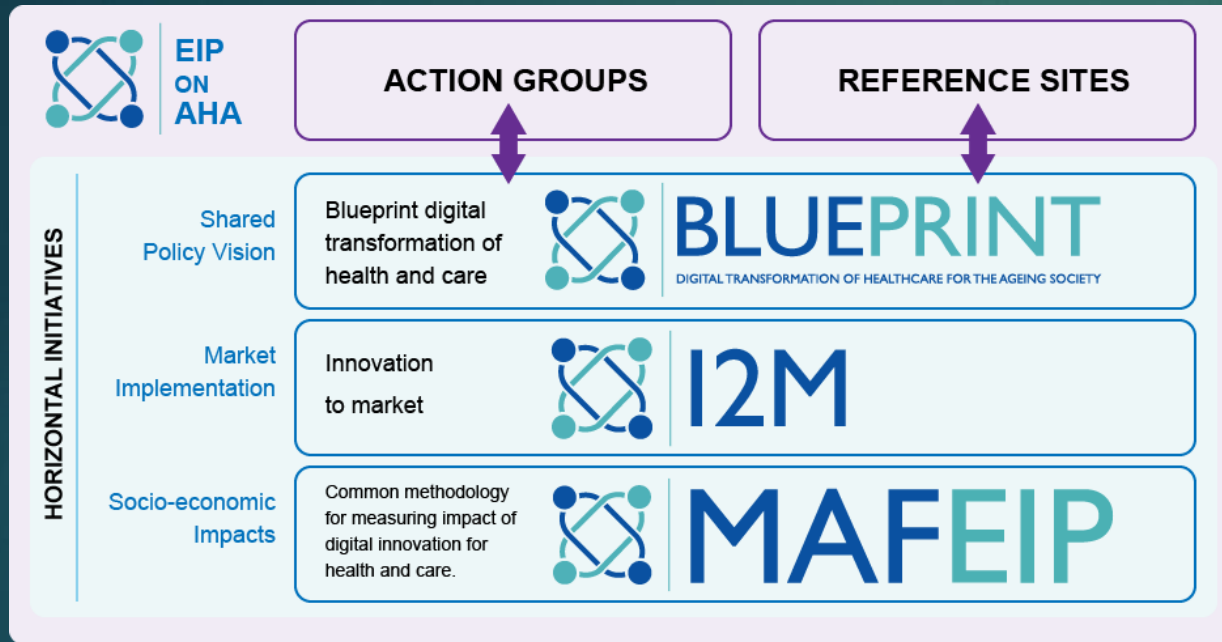 EIP
ON
AHA
ACTION GROUPS
REFERENCE SITES
HORIZONTAL INITIATIVES
Shared
Policy Vision
Blueprint digital
transformation of
health and care
BLUEPRINT
DIGITAL TRANSFORMATION OF HEALTHCARE FOR THE AGEING SOCIETY
Market
Implementation
Innovation
to market
I2M
Socio-economic
Impacts
Common methodology
for measuring impact of
digital innovation for
health and care.
MAFEIP